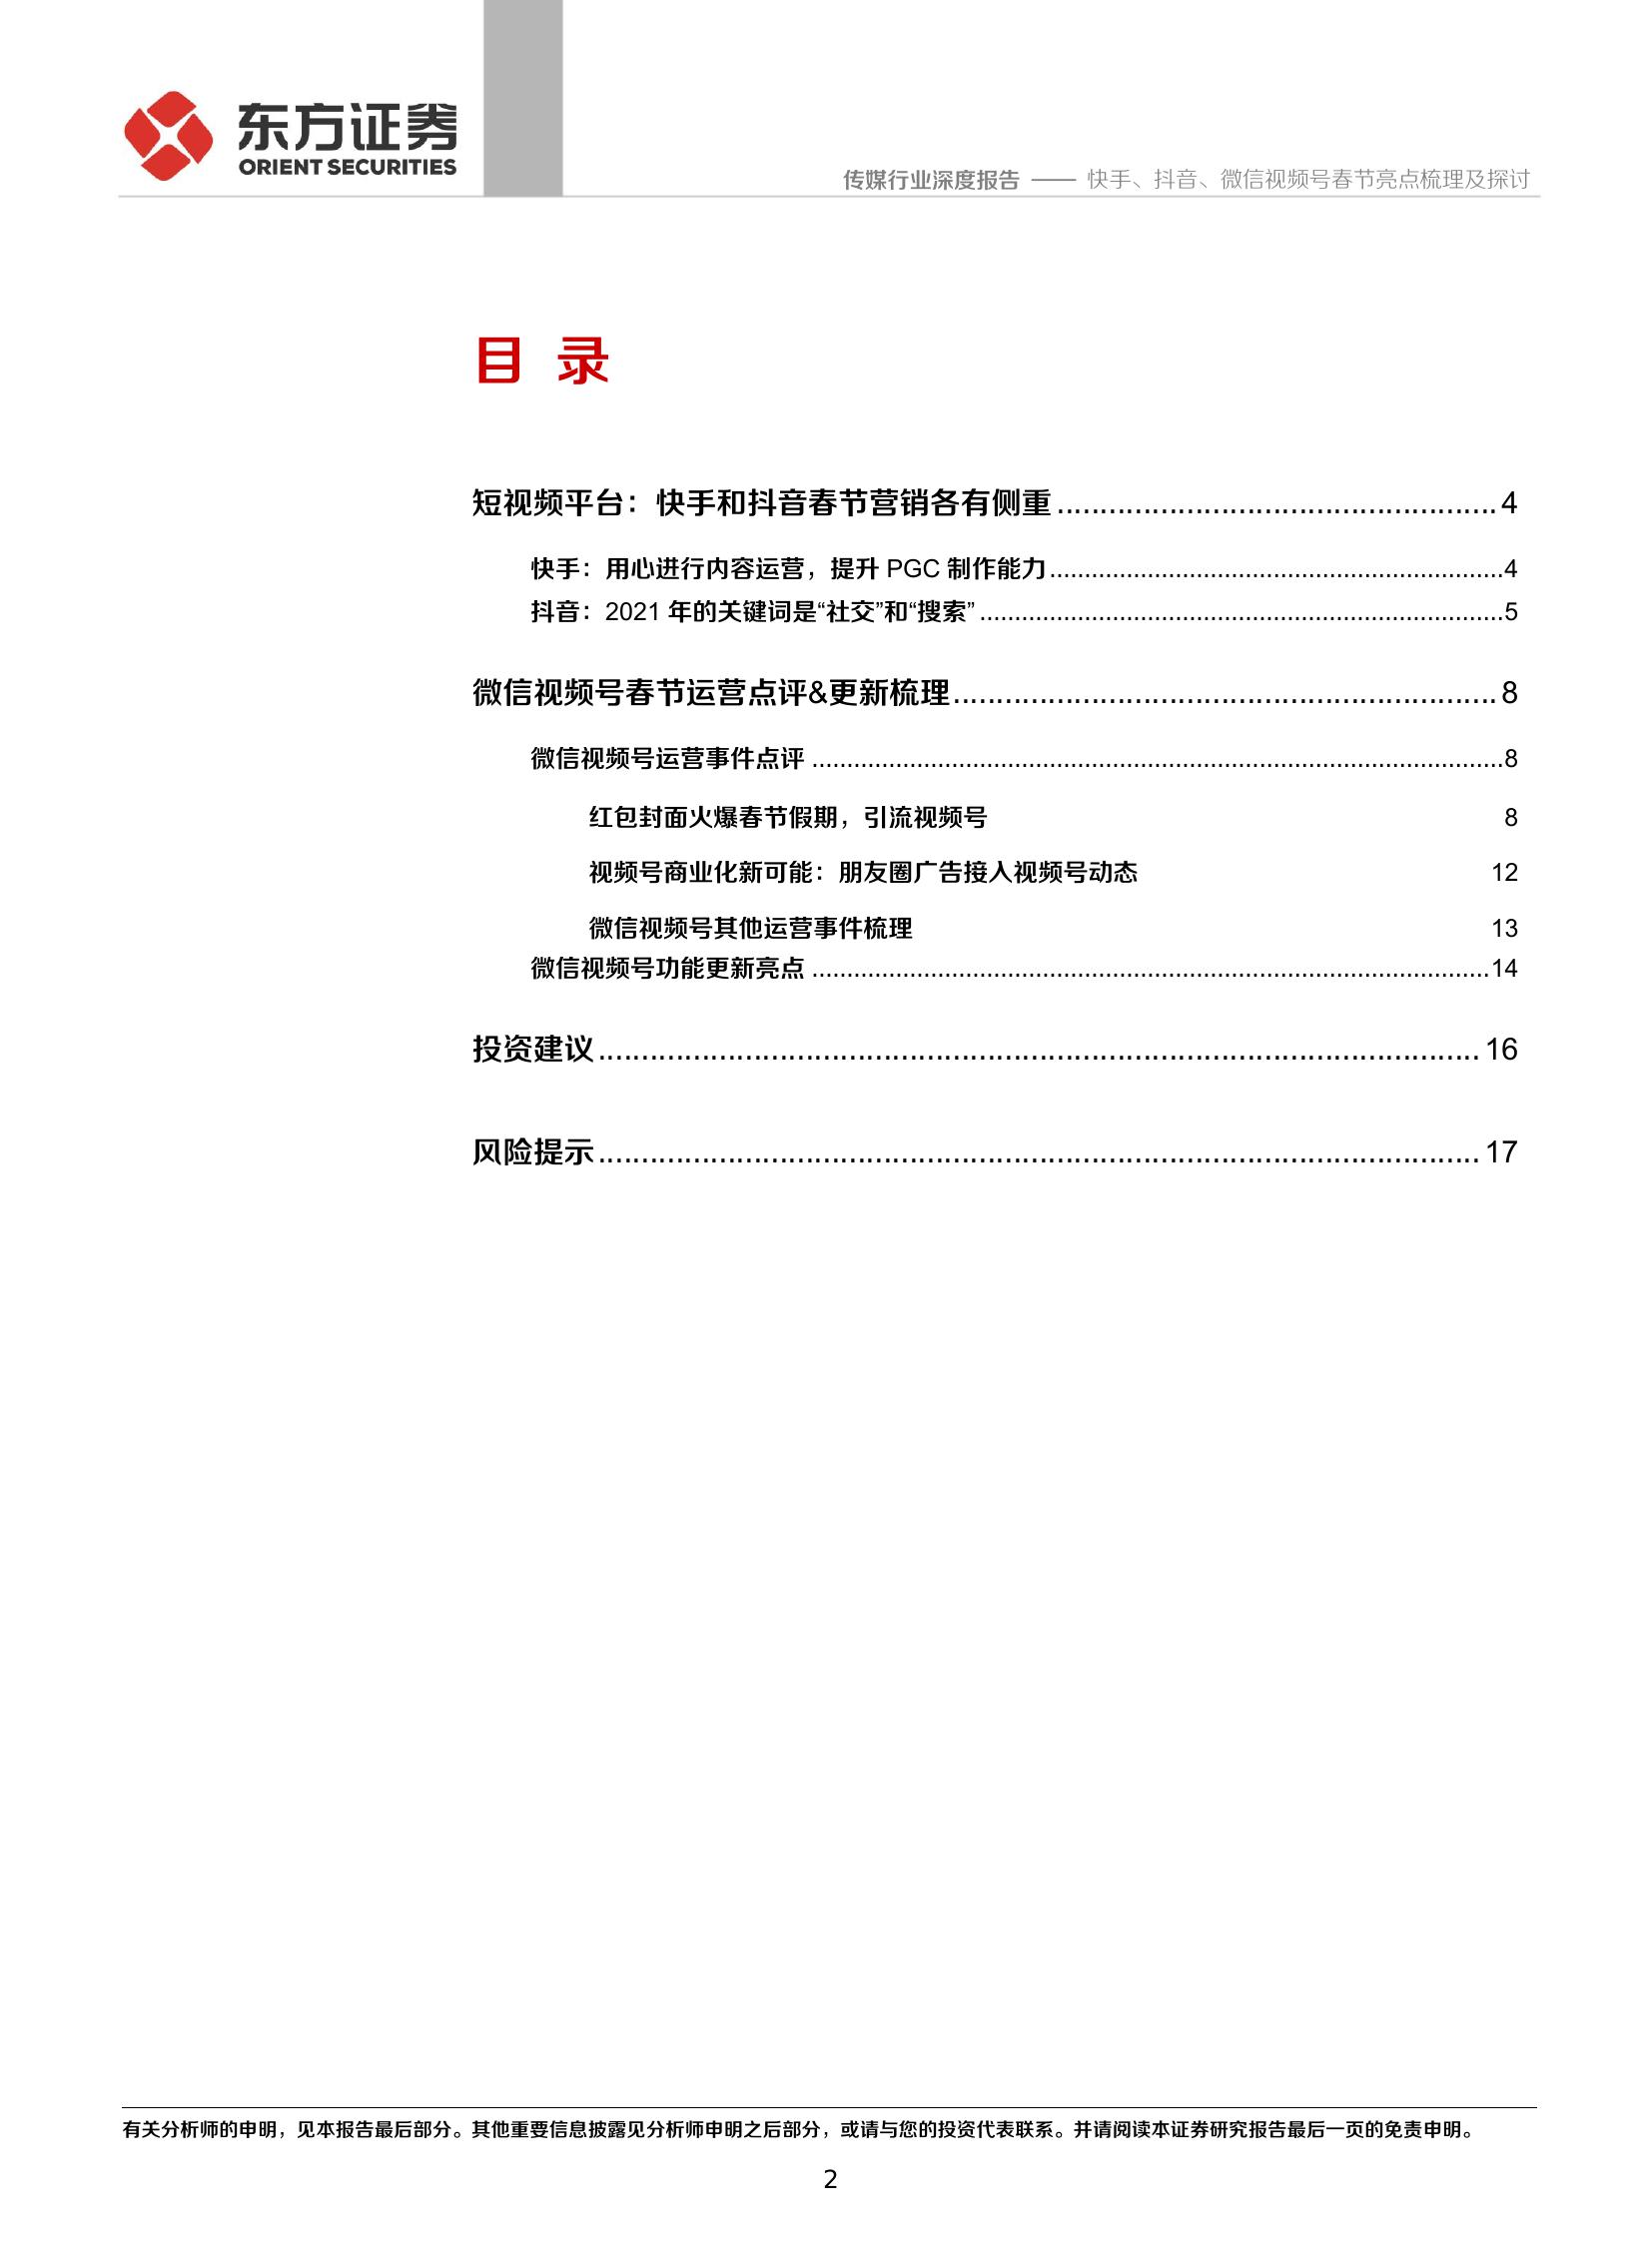 东方证券
ORIENT SECURITIES
传媒行业深度报告 —— 快手、抖音、微信视频号春节亮点梳理及探讨
目 录
短视频平台：快手和抖音春节营销各有侧重 4
快手：用心进行内容运营，提升 PGC 制作能力 4
抖音：2021 年的关键词是“社交”和“搜索” 5
微信视频号春节运营点评&更新梳理 8
微信视频号运营事件点评 8
红包封面火爆春节假期，引流视频号 8
视频号商业化新可能：朋友圈广告接入视频号动态 12
微信视频号其他运营事件梳理 13
微信视频号功能更新亮点 14
投资建议 16
风险提示 17
有关分析师的申明，见本报告最后部分。其他重要信息披露见分析师申明之后部分，或请与您的投资代表联系。并请阅读本证券研究报告最后一页的免责申明。
2